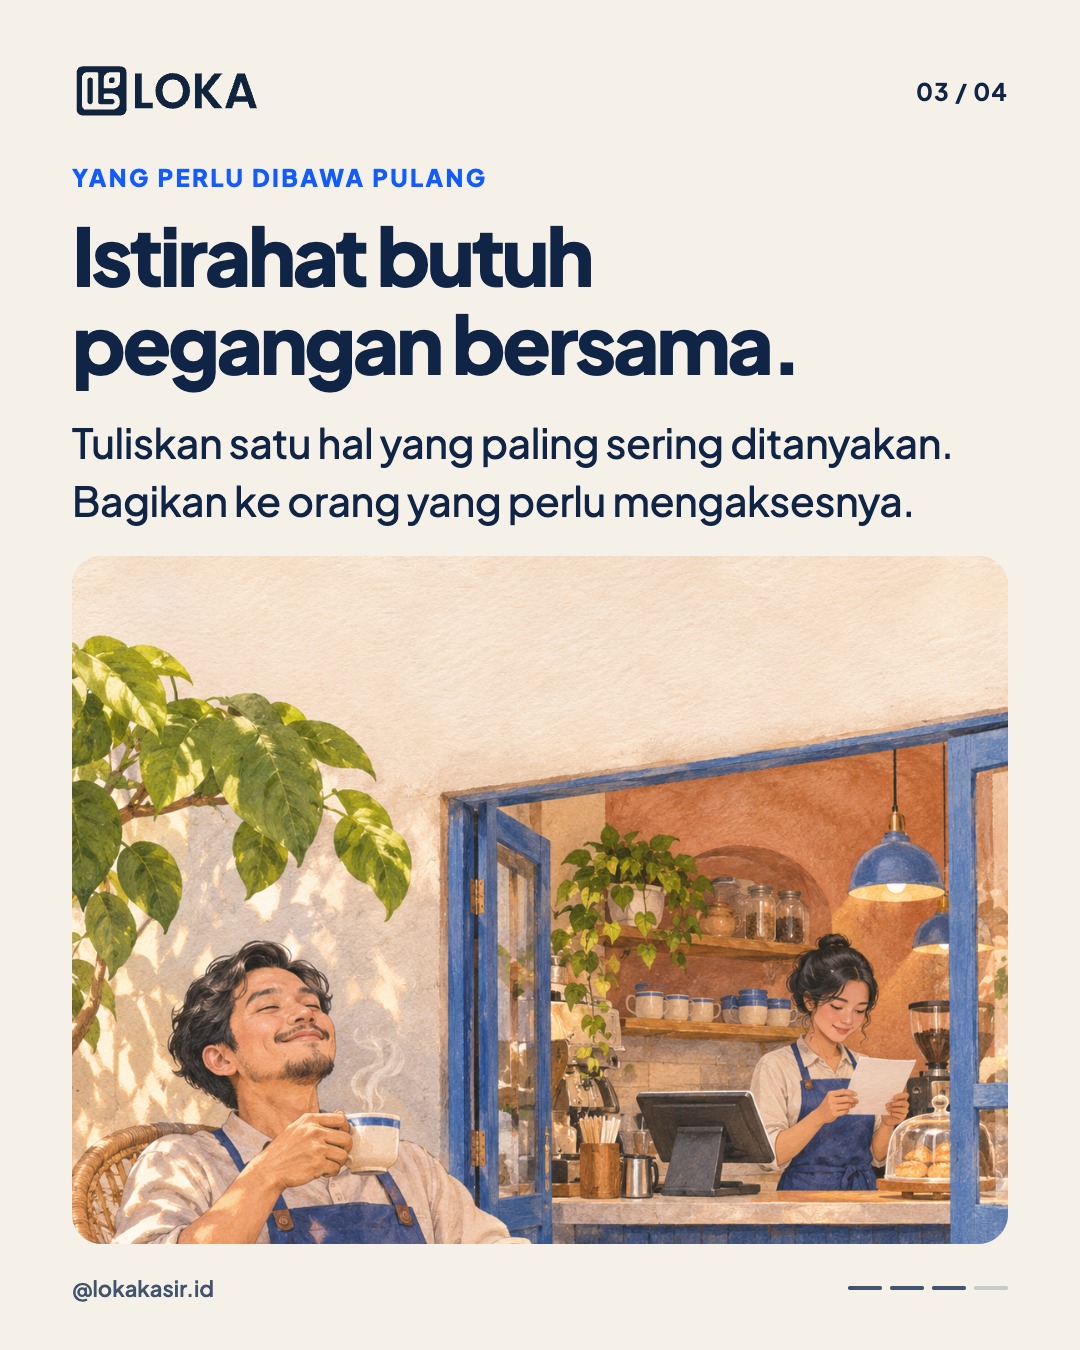 LOKA
03 / 04
YANG PERLU DIBAWA PULANG
Istirahat butuh
pegangan bersama.
Tuliskan satu hal yang paling sering ditanyakan.
Bagikan ke orang yang perlu mengaksesnya.
@lokakasir.id